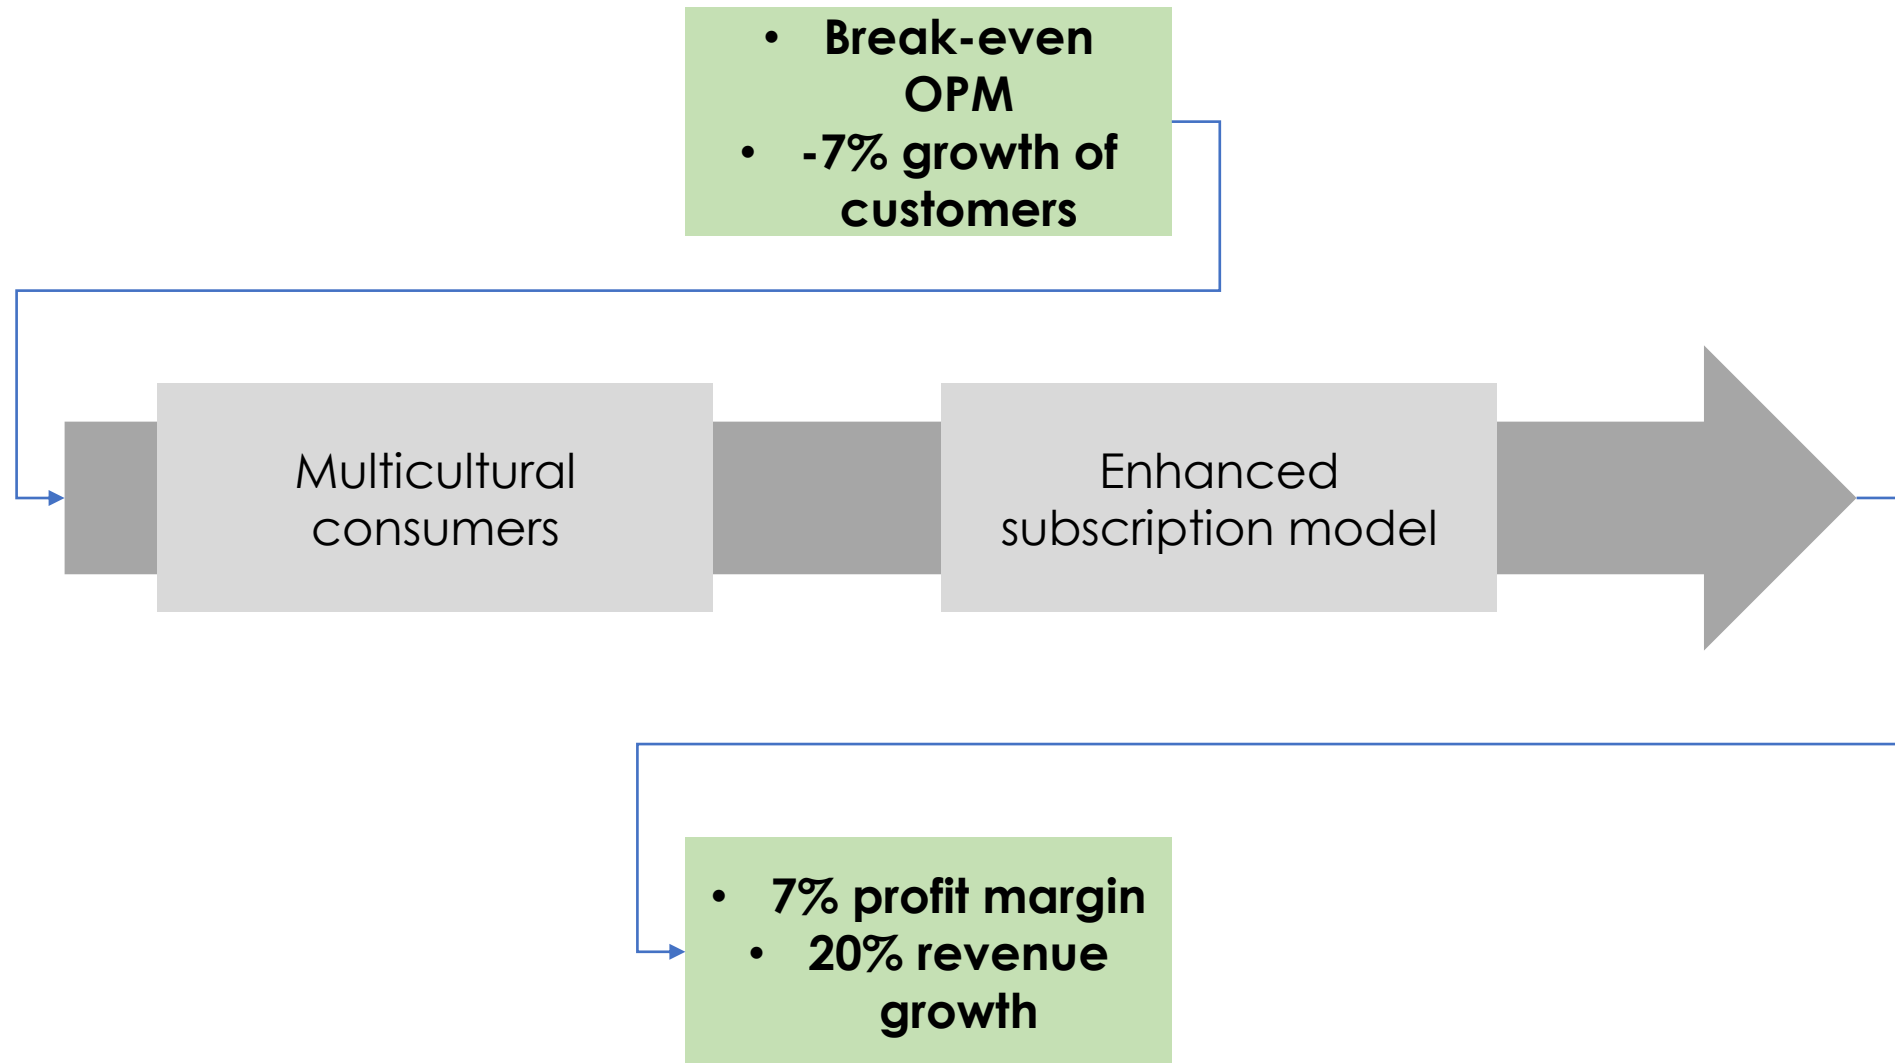 • Break-even
OPM
• -7% growth of
customers
Multicultural
consumers
Enhanced
subscription model
• 7% profit margin
• 20% revenue
growth